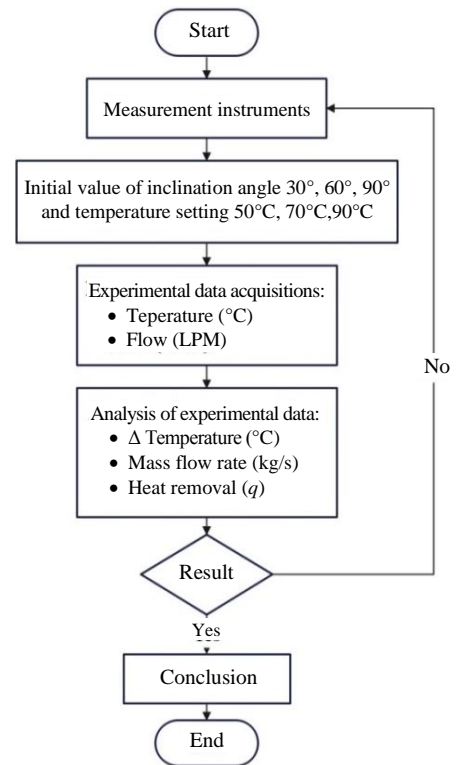 Start
Measurement instruments
Initial value of inclination angle 30°, 60°, 90°
and temperature setting 50°C, 70°C,90°C
Experimental data acquisitions:
• Teperature (°C)
• Flow (LPM)
No
Analysis of experimental data:
• Δ Temperature (°C)
• Mass flow rate (kg/s)
• Heat removal (q)
Result
Yes
Conclusion
End